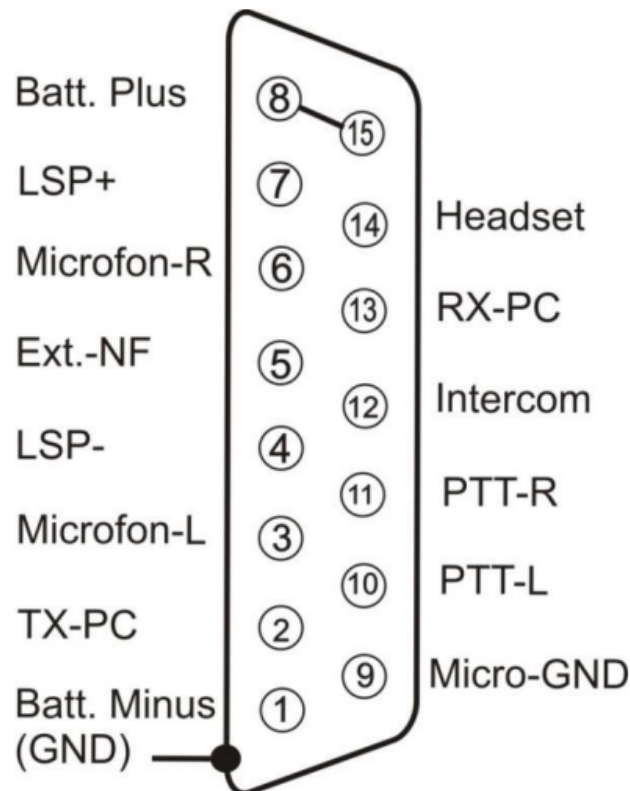 Batt. Plus
8
15
LSP+
7
14
Headset
Microfon-R
6
13
RX-PC
Ext.-NF
5
12
Intercom
LSP-
4
11
PTT-R
Microfon-L
3
10
PTT-L
TX-PC
2
9
Micro-GND
Batt. Minus
(GND)
1